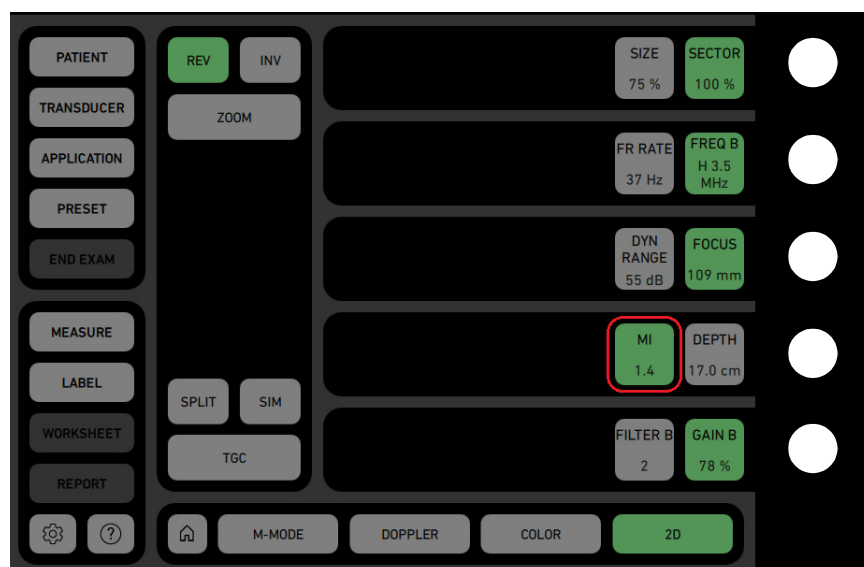 PATIENT
TRANSDUCER
APPLICATION
PRESET
END EXAM
MEASURE
LABEL
WORKSHEET
REPORT
?
REV INV
ZOOM
SPLIT SIM
TGC
SIZE SECTOR
75 % 100 %
FR RATE FREQ B
37 Hz H 3.5
MHz
DYN
RANGE FOCUS
55 dB 109 mm
MI DEPTH
1.4 17.0 cm
FILTER B GAIN B
2 78 %
M-MODE DOPPLER COLOR 2D